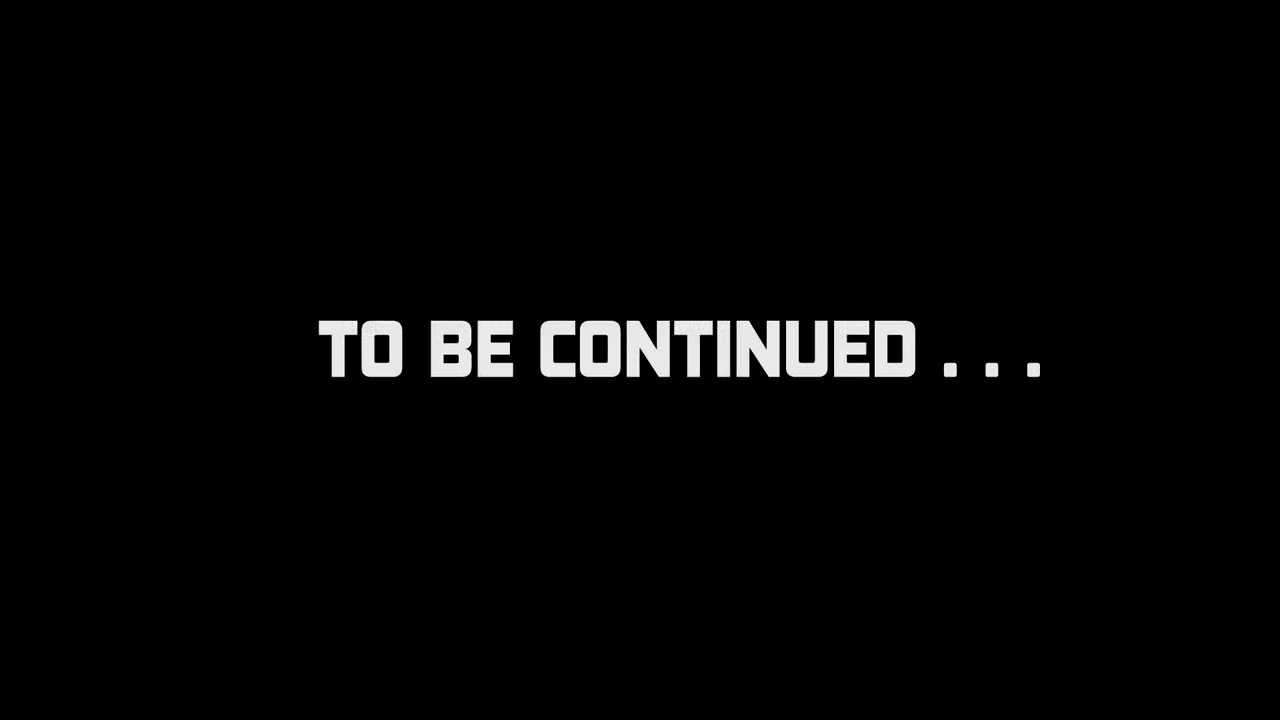 TO BE CONTINUED . . .